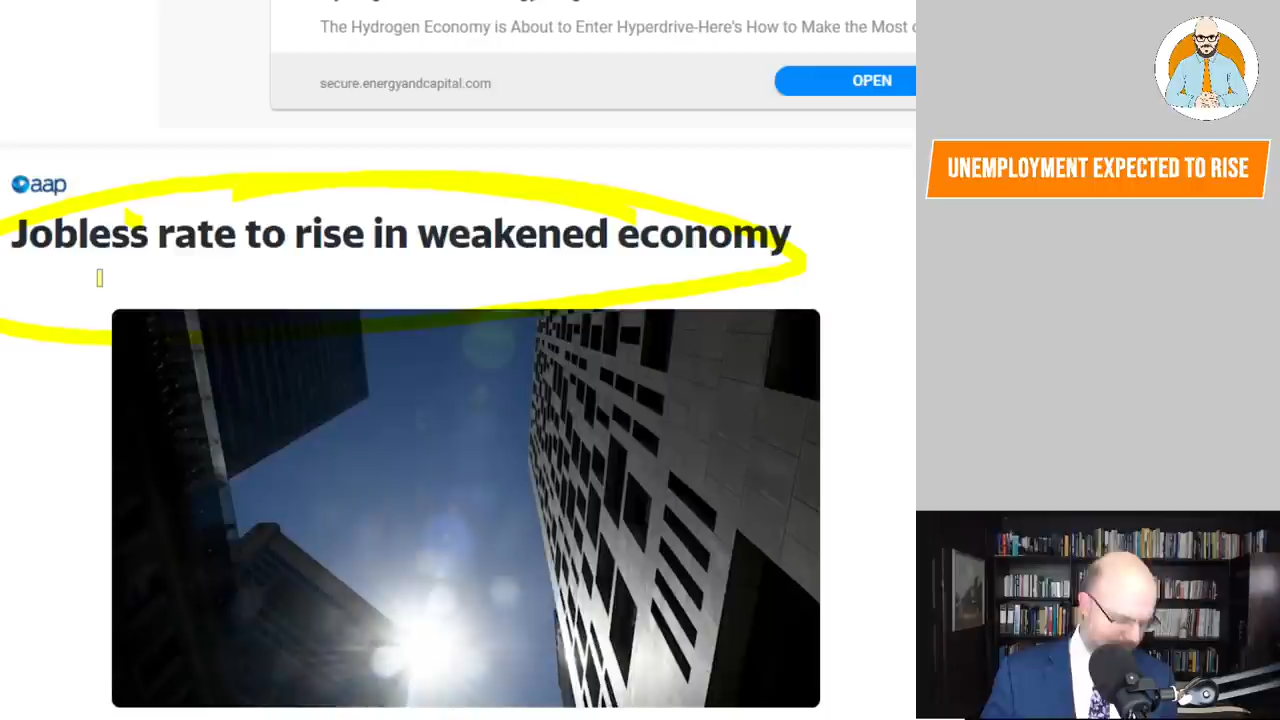 The Hydrogen Economy is About to Enter Hyperdrive-Here's How to Make the Most
secure.energyandcapital.com
OPEN
UNEMPLOYMENT EXPECTED TO RISE
aap
Jobless rate to rise in weakened economy